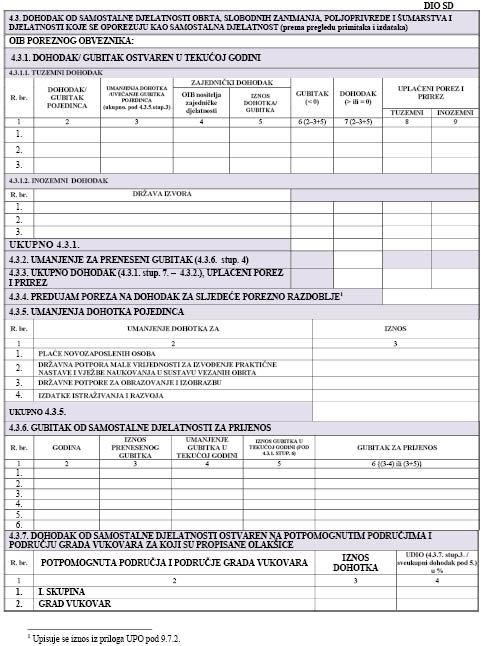 DIO SD
4.3. DOHODAK OD SAMOSTALNE DJELATNOSTI OBRTA, SLOBODNIH ZANIMANJA, POLJOPRIVREDE I ŠUMARSTVA I
DJELATNOSTI KOJE SE OPOREZUJU KAO SAMOSTALNA DJELATNOST (prema pregledu primitaka i izdataka)
OIB POREZNOG OBVEZNIKA:
4.3.1. DOHODAK/ GUBITAK OSTVAREN U TEKUĆOJ GODINI
4.3.1.1. TUZEMNI DOHODAK
R. br.
DOHODAK/
GUBITAK
POJEDINCA
UMANJENJA DOHOTKA
/UVEĆANJE GUBITKA
POJEDINCA
(ukupno. pod 4.3.5.stup.3)
ZAJEDNIČKI DOHODAK
OIB nositelja
zajedničke
djelatnosti
IZNOS
DOHOTKA/
GUBITKA
GUBITAK
(< 0)
DOHODAK
(> ili = 0)
UPLAĆENI POREZ I
PRIREZ
TUZEMNI INOZEMNI
1 2 3 4 5 6 (2–3+5) 7 (2–3+5) 8 9
1.
2.
3.
4.3.1.2. INOZEMNI DOHODAK
R. br. DRŽAVA IZVORA
1.
2.
3.
UKUPNO 4.3.1.
4.3.2. UMANJENJE ZA PRENESENI GUBITAK (4.3.6. stup. 4)
4.3.3. UKUPNO DOHODAK (4.3.1. stup. 7. – 4.3.2.), UPLAĆENI POREZ
I PRIREZ
4.3.4. PREDUJAM POREZA NA DOHODAK ZA SLJEDEĆE POREZNO RAZDOBLJE¹
4.3.5. UMANJENJA DOHOTKA POJEDINCA
R. br. UMANJENJE DOHOTKA ZA IZNOS
1 2 3
1. PLAĆE NOVOZAPOSLENIH OSOBA
2. DRŽAVNA POTPORA MALE VRIJEDNOSTI ZA IZVOĐENJE PRAKTIČNE
NASTAVE I VJEŽBE NAUKOVANJA U SUSTAVU VEZANIH OBRTA
3. DRŽAVNE POTPORE ZA OBRAZOVANJE I IZOBRAZBU
4. IZDATKE ISTRAŽIVANJA I RAZVOJA
UKUPNO 4.3.5.
4.3.6. GUBITAK OD SAMOSTALNE DJELATNOSTI ZA PRIJENOS
R. br.
GODINA
IZNOS
PRENESENOG
GUBITKA
UMANJENJE
GUBITKA U
TEKUĆOJ GODINI
IZNOS GUBITKA U
TEKUĆOJ GODINI (POD
4.3.1. STUP. 6)
GUBITAK ZA PRIJENOS
1 2 3 4 5 6 {(3-4) ili (3+5)}
1.
2.
3.
4.
5.
6.
4.3.7. DOHODAK OD SAMOSTALNE DJELATNOSTI OSTVAREN NA POTPOMOGNUTIM PODRUČJIMA I
PODRUČJU GRADA VUKOVARA ZA KOJI SU PROPISANE OLAKŠICE
R. br.
POTPOMOGNUTA PODRUČJA I PODRUČJE GRADA VUKOVARA
IZNOS
DOHOTKA
UDIO (4.3.7. stup.3. /
sveukupni dohodak pod 5.)
u %
1 2 3 4
1. I. SKUPINA
2. GRAD VUKOVAR
¹ Upisuje se iznos iz priloga UPO pod 9.7.2.